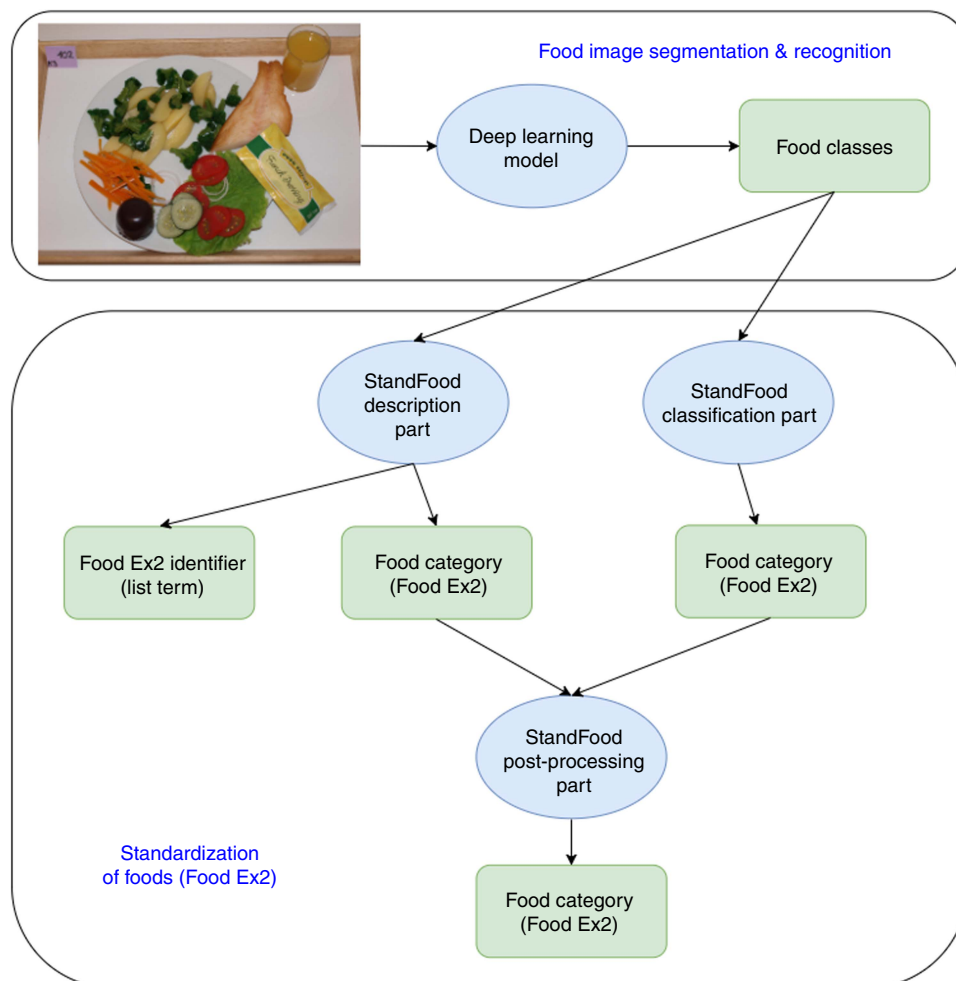 402
Food image segmentation & recognition
Deep learning
model
Food classes
StandFood
description
part
StandFood
classification part
Food Ex2 identifier
(list term)
Food category
(Food Ex2)
Food category
(Food Ex2)
StandFood
post-processing
part
Standardization
of foods (Food Ex2)
Food category
(Food Ex2)